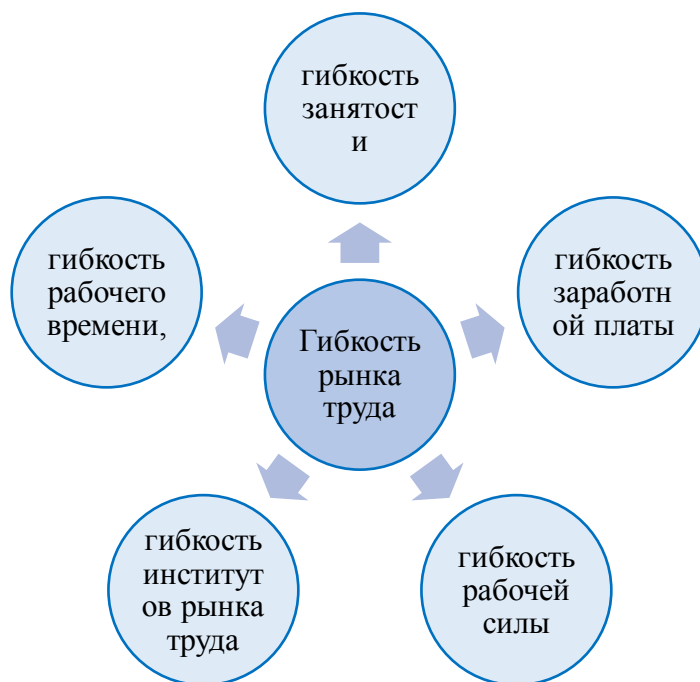 гибкость
занятост
и
гибкость
рабочего
времени,
гибкость
заработн
ой платы
Гибкость
рынка
труда
гибкость
институт
ов рынка
труда
гибкость
рабочей
силы